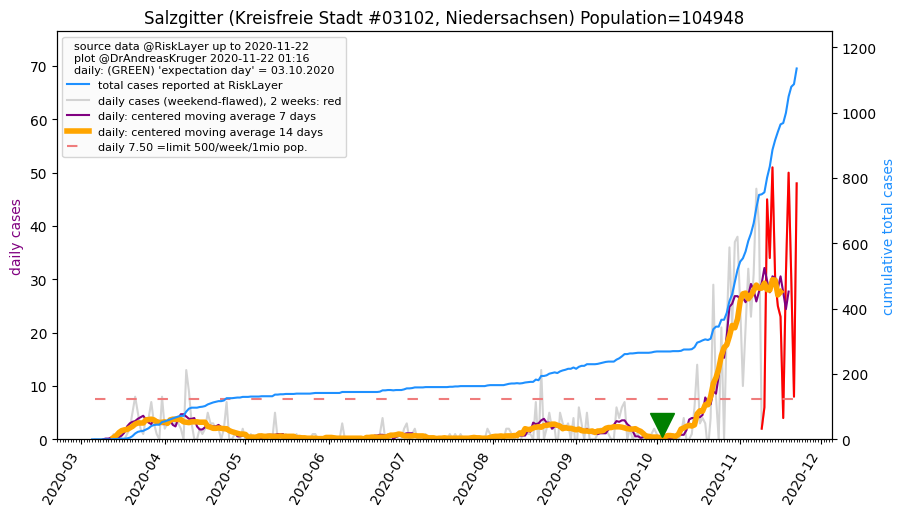 Salzgitter (Kreisfreie Stadt #03102, Niedersachsen) Population=104948
source data @RiskLayer up to 2020-11-22
plot @DrAndreasKruger 2020-11-22 01:16
daily: (GREEN) 'expectation day' = 03.10.2020
total cases reported at RiskLayer
daily cases (weekend-flawed), 2 weeks: red
daily: centered moving average 7 days
daily: centered moving average 14 days
daily 7.50 =limit 500/week/1mio pop.
daily cases
70
60
50
40
30
20
10
0
cumulative total cases
1200
1000
800
600
400
200
0
2020-03
2020-04
2020-05
2020-06
2020-07
2020-08
2020-09
2020-10
2020-11
2020-12